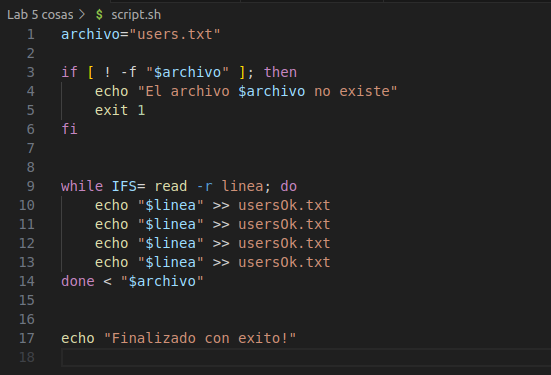 Lab 5 cosas > $ script.sh
1 archivo="users.txt"
2
3 if [ ! -f "$archivo" ]; then
4     echo "El archivo $archivo no existe"
5     exit 1
6 fi
7
8
9 while IFS= read -r linea; do
10     echo "$linea" >> usersOk.txt
11     echo "$linea" >> usersOk.txt
12     echo "$linea" >> usersOk.txt
13     echo "$linea" >> usersOk.txt
14 done < "$archivo"
15
16
17 echo "Finalizado con exito!"
18